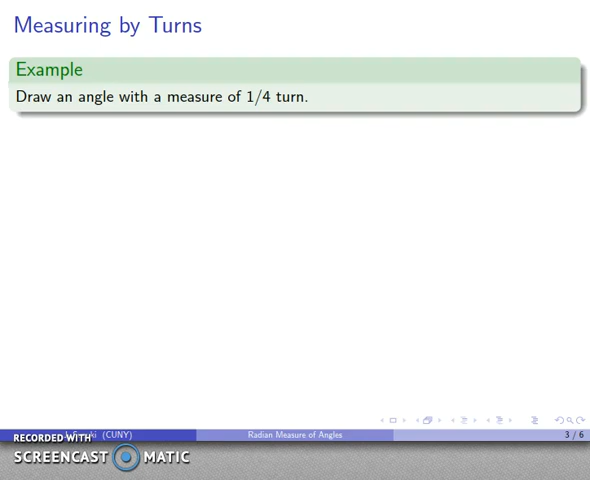 Measuring by Turns
Example
Draw an angle with a measure of 1/4 turn.
(CUNY)
Radian Measure of Angles
3 / 6
RECORDED WITH
SCREENCAST MATIC